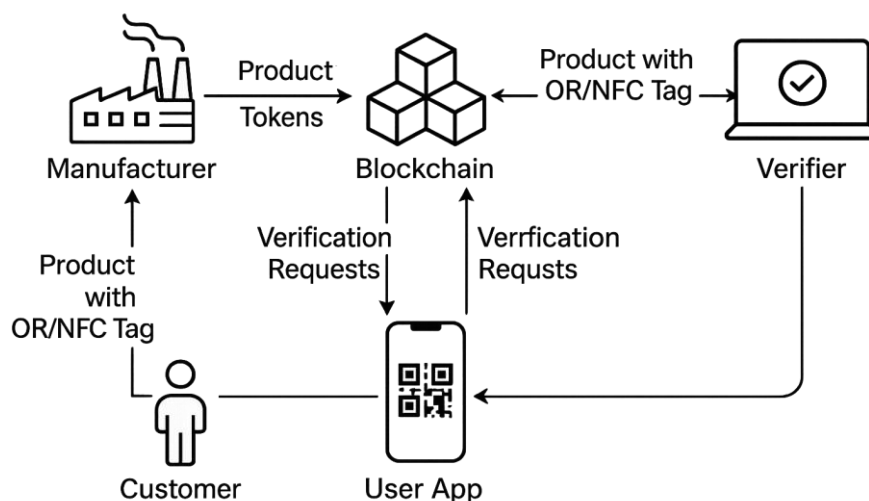 Product
Tokens
Product with
OR/NFC Tag
Manufacturer
Blockchain
Verifier
Verification
Requests
Verrfication
Requsts
Product
with
OR/NFC Tag
Customer
User App